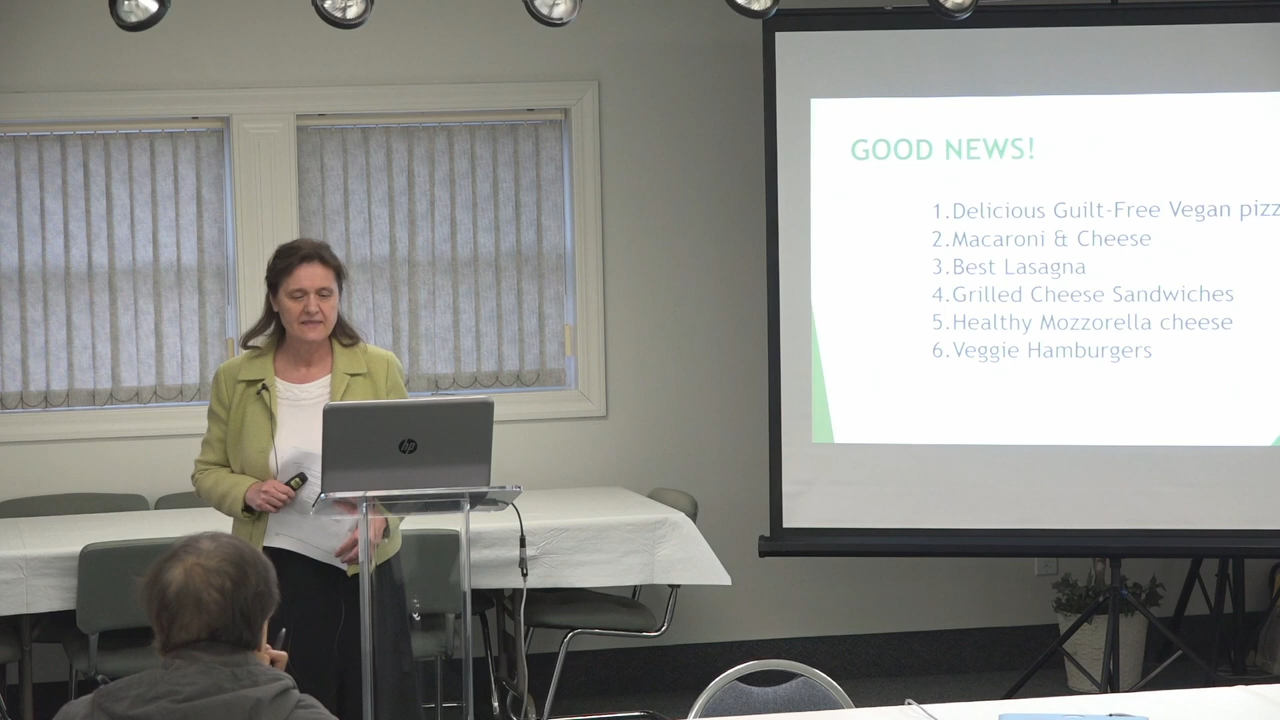 GOOD NEWS!
1.Delicious Guilt-Free Vegan pizz
2.Macaroni & Cheese
3.Best Lasagna
4.Grilled Cheese Sandwiches
5.Healthy Mozzorella cheese
6.Veggie Hamburgers
hp